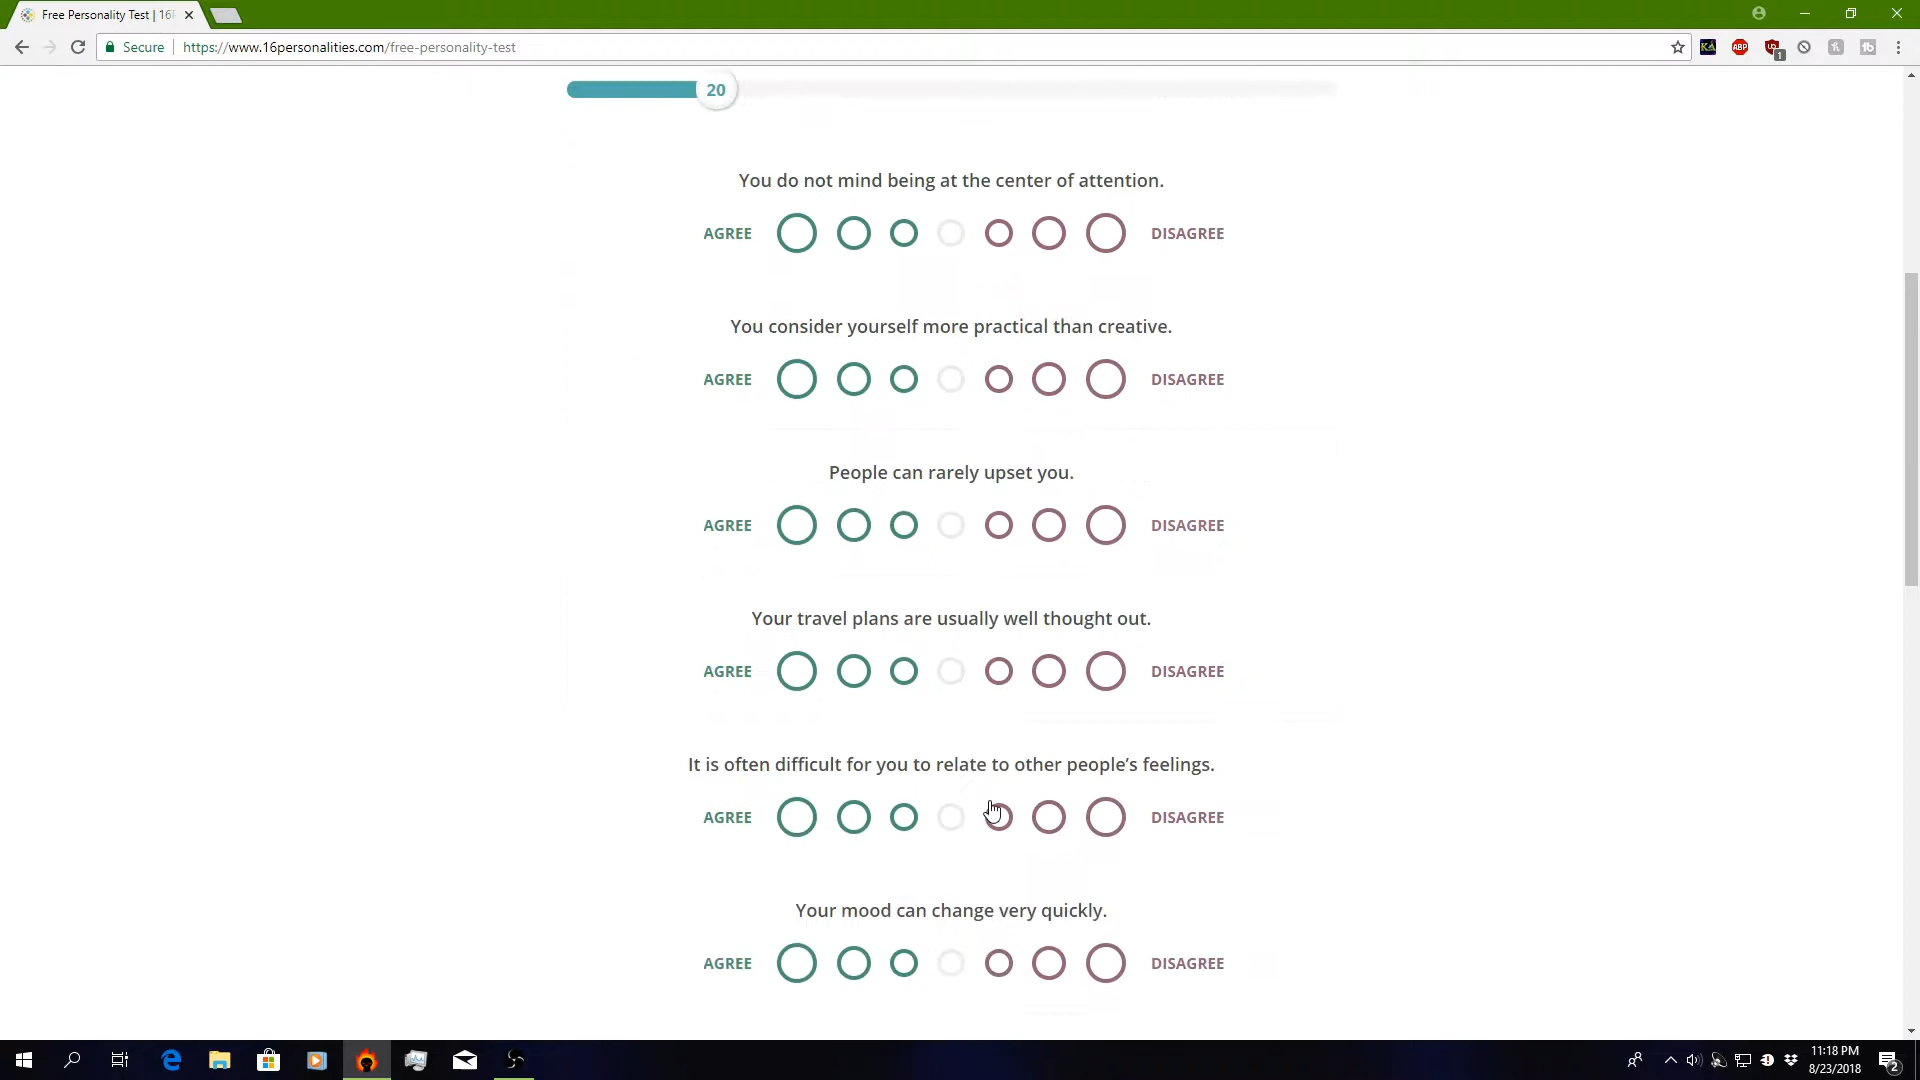 Free Personality Test | 16
Secure
https://www.16personalities.com/free-personality-test
ABP
1
20
You do not mind being at the center of attention.
AGREE DISAGREE
You consider yourself more practical than creative.
AGREE DISAGREE
People can rarely upset you.
AGREE DISAGREE
Your travel plans are usually well thought out.
AGREE DISAGREE
It is often difficult for you to relate to other people’s feelings.
AGREE DISAGREE
Your mood can change very quickly.
AGREE DISAGREE
11:18 PM
8/23/2018
2